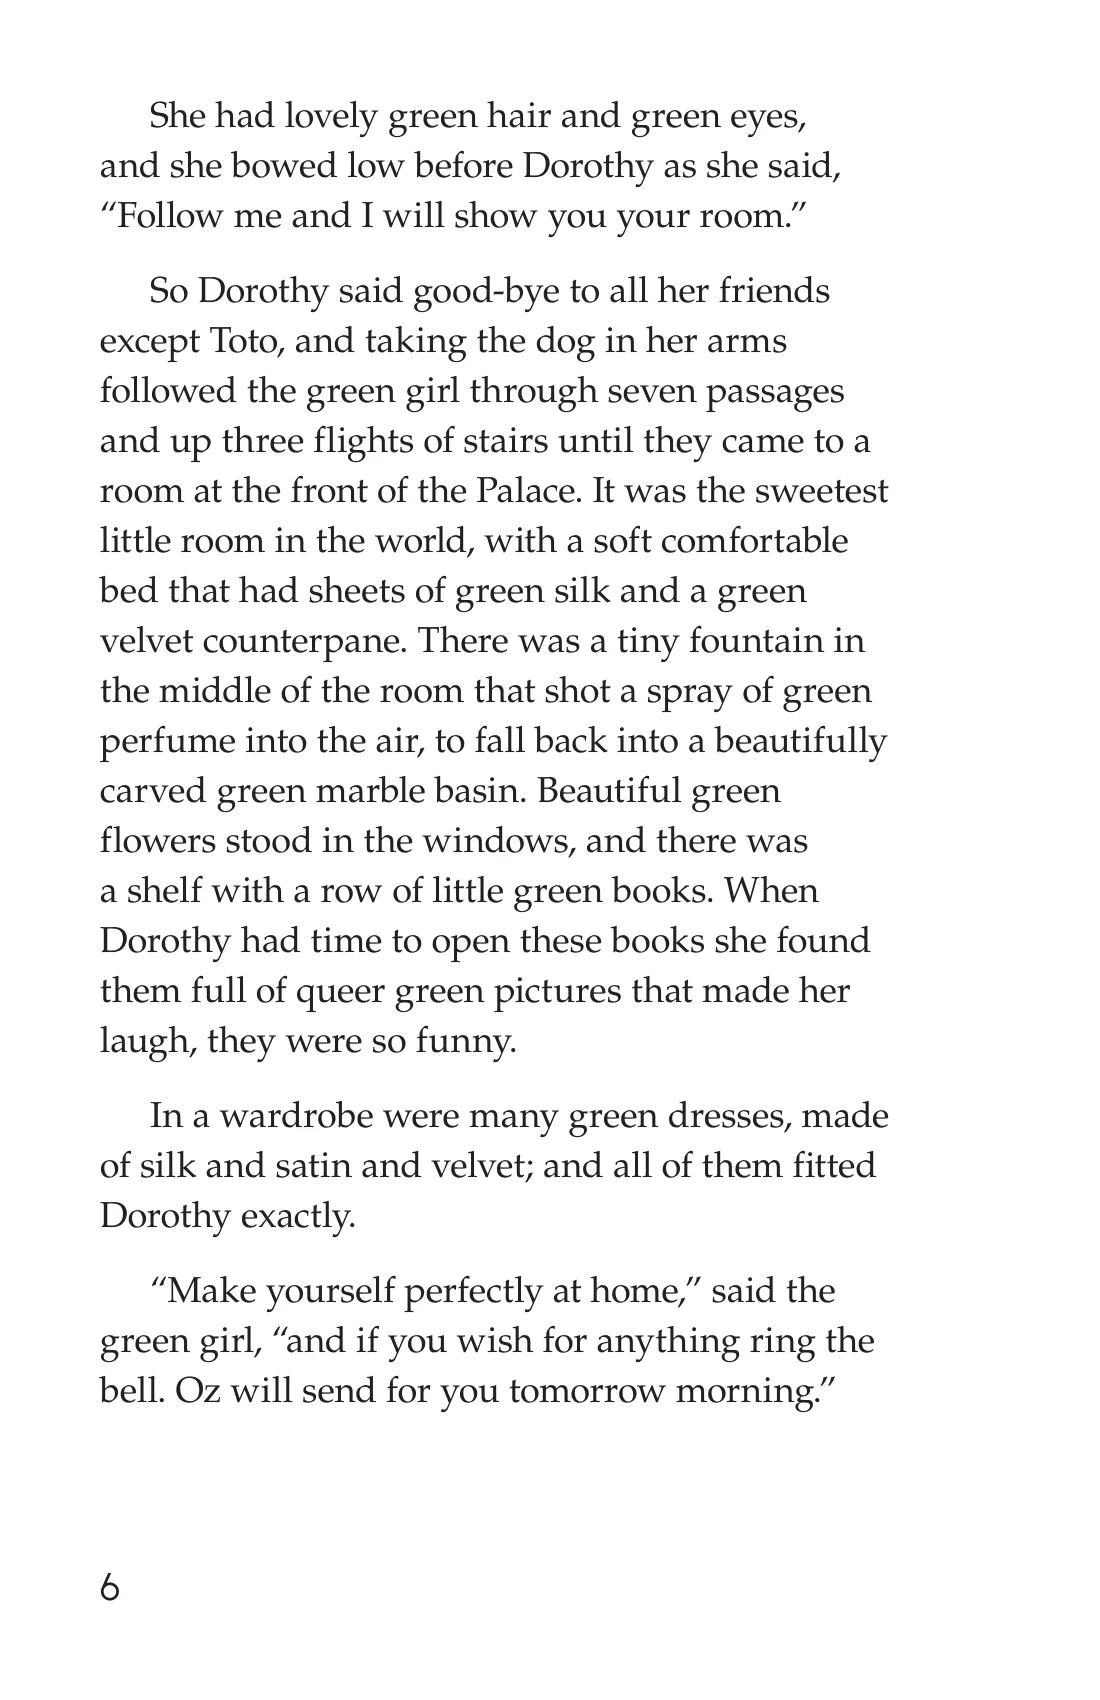 She had lovely green hair and green eyes,
and she bowed low before Dorothy as she said,
“Follow me and I will show you your room.”
So Dorothy said good-bye to all her friends
except Toto, and taking the dog in her arms
followed the green girl through seven passages
and up three flights of stairs until they came to a
room at the front of the Palace. It was the sweetest
little room in the world, with a soft comfortable
bed that had sheets of green silk and a green
velvet counterpane. There was a tiny fountain in
the middle of the room that shot a spray of green
perfume into the air, to fall back into a beautifully
carved green marble basin. Beautiful green
flowers stood in the windows, and there was
a shelf with a row of little green books. When
Dorothy had time to open these books she found
them full of queer green pictures that made her
laugh, they were so funny.
In a wardrobe were many green dresses, made
of silk and satin and velvet; and all of them fitted
Dorothy exactly.
“Make yourself perfectly at home,” said the
green girl, “and if you wish for anything ring the
bell. Oz will send for you tomorrow morning.”
6